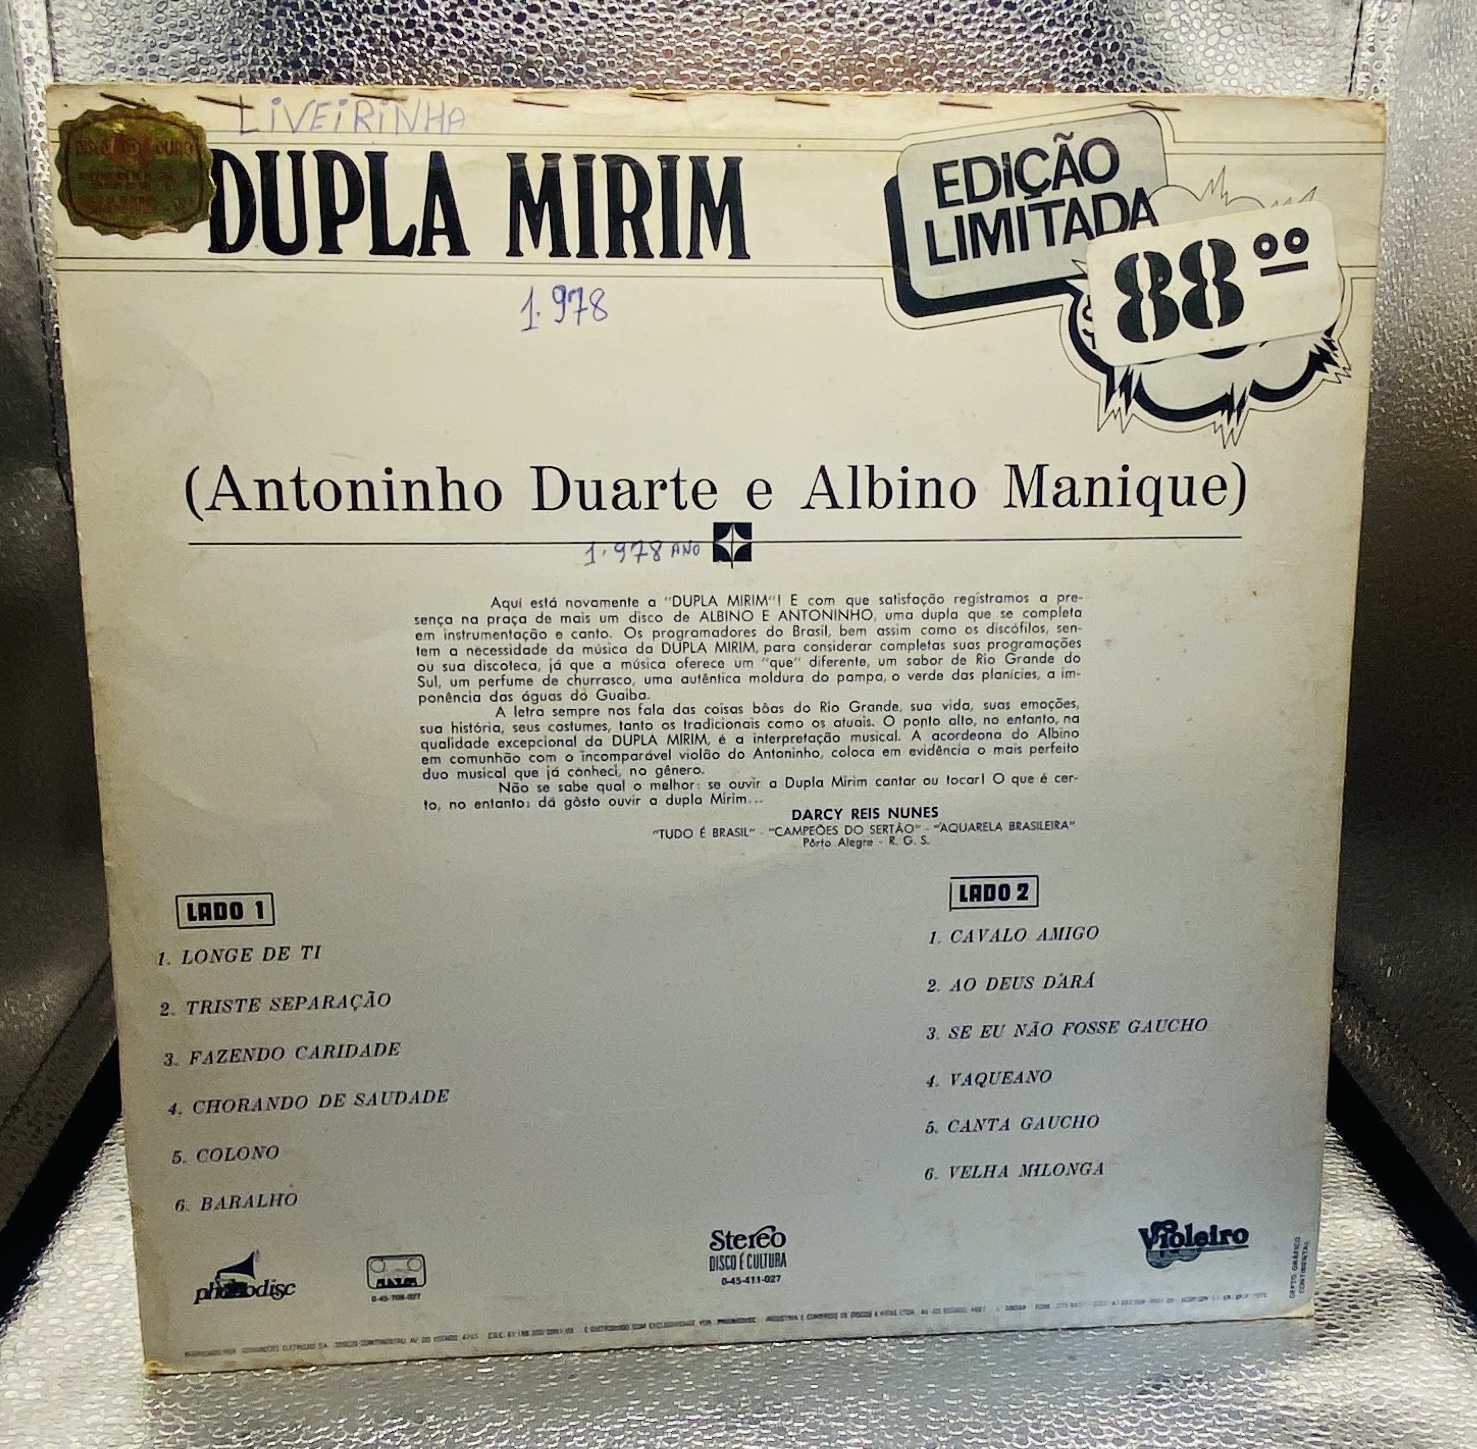 LiVEiRiNHA
DUPLA MIRIM
EDIÇÃO
LIMITADA
88,00
1.978
(Antoninho Duarte e Albino Manique)
1.978 ANO
Aqui está novamente a "DUPLA MIRIM"! E com que satisfação registramos a pre-
sença na praça de mais um disco de ALBINO E ANTONINHO, uma dupla que se completa
em instrumentação e canto. Os programadores do Brasil, bem assim como os discófilos, sen-
tem a necessidade da música da DUPLA MIRIM, para considerar completas suas programações
ou sua discoteca, já que a música oferece um "que" diferente, um sabor de Rio Grande do
Sul, um perfume de churrasco, uma autêntica moldura do pampa, o verde das planícies, a im-
ponência das águas do Guaíba.
A letra sempre nos fala das coisas bôas do Rio Grande, sua vida, suas emoções,
sua história, seus costumes, tanto os tradicionais como os atuais. O ponto alto, no entanto, na
qualidade excepcional da DUPLA MIRIM, é a interpretação musical. A acordeona do Albino
em comunhão com o incomparável violão do Antoninho, coloca em evidência o mais perfeito
duo musical que já conheci, no gênero.
Não se sabe qual o melhor: se ouvir a Dupla Mirim cantar ou tocar! O que é cer-
to, no entanto: dá gôsto ouvir a dupla Mirim...
DARCY REIS NUNES
"TUDO É BRASIL" - "CAMPEÕES DO SERTÃO" - "AQUARELA BRASILEIRA"
Pôrto Alegre - R. G. S.
LADO 1
1. LONGE DE TI
2. TRISTE SEPARAÇÃO
3. FAZENDO CARIDADE
4. CHORANDO DE SAUDADE
5. COLONO
6. BARALHO
LADO 2
1. CAVALO AMIGO
2. AO DEUS DÁRÁ
3. SE EU NÃO FOSSE GAUCHO
4. VAQUEANO
5. CANTA GAUCHO
6. VELHA MILONGA
phonodisc
Stereo
DISCO É CULTURA
0-45-411-027
Violeiro
DEPTO GRÁFICO
CONTINENTAL